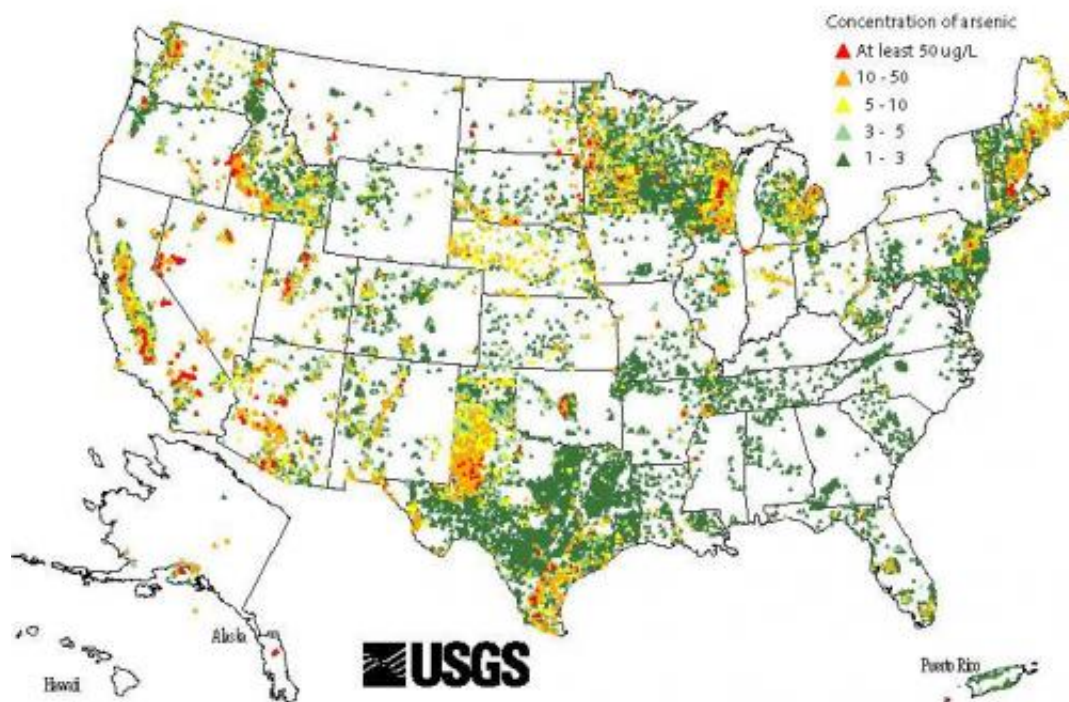 Concentration of arsenic
At least 50 ug/L
10 - 50
5 - 10
3 - 5
1 - 3
Alaska
Hawaii
USGS
Puerto Rico